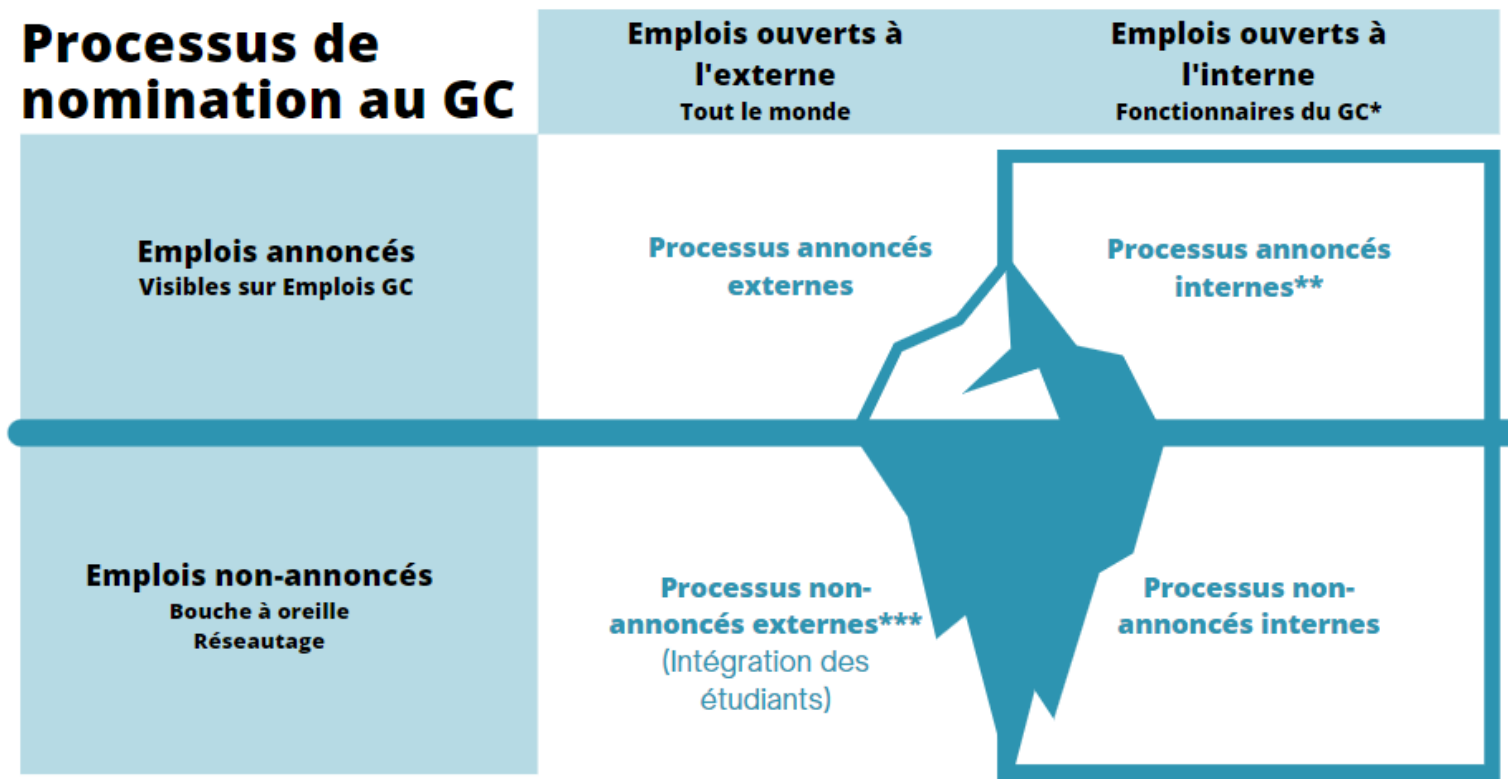 Processus de
nomination au GC
Emplois ouverts à
l'externe
Tout le monde
Emplois ouverts à
l'interne
Fonctionnaires du GC*
Emplois annoncés
Visibles sur Emplois GC
Processus annoncés
externes
Processus annoncés
internes**
Emplois non-annoncés
Bouche à oreille
Réseautage
Processus non-
annoncés externes***
(Intégration des
étudiants)
Processus non-
annoncés internes